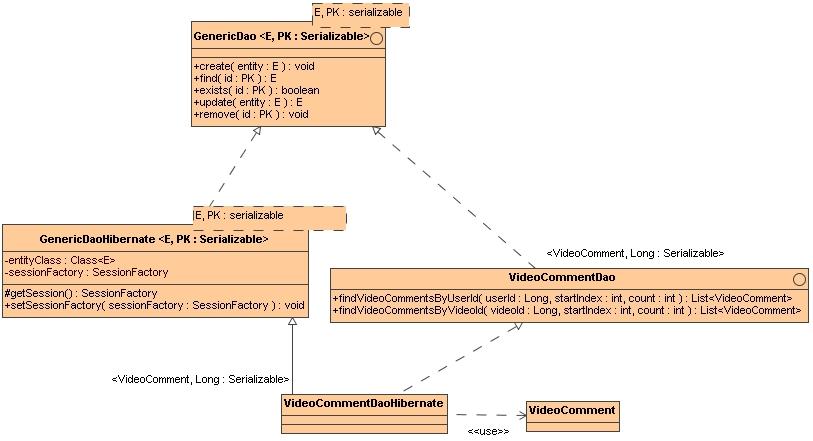 E, PK : serializable
GenericDao <E, PK : Serializable>
+create( entity : E ) : void
+find( id : PK ) : E
+exists( id : PK ) : boolean
+update( entity : E ) : E
+remove( id : PK ) : void
E, PK : serializable
GenericDaoHibernate <E, PK : Serializable>
-entityClass : Class<E>
-sessionFactory : SessionFactory
#getSession() : SessionFactory
+setSessionFactory( sessionFactory : SessionFactory ) : void
<VideoComment, Long : Serializable>
VideoCommentDao
+findVideoCommentsByUserId( userId : Long, startIndex : int, count : int ) : List<VideoComment>
+findVideoCommentsByVideoId( videoId : Long, startIndex : int, count : int ) : List<VideoComment>
<VideoComment, Long : Serializable>
VideoCommentDaoHibernate
VideoComment
<<use>>